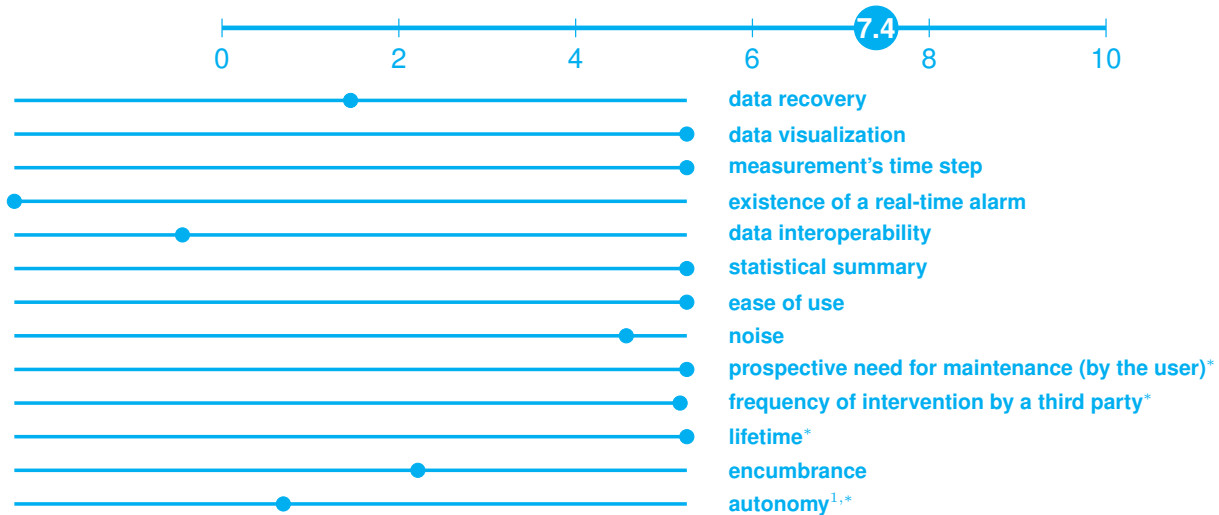 7.4
0 2 4 6 8 10
data recovery
data visualization
measurement's time step
existence of a real-time alarm
data interoperability
statistical summary
ease of use
noise
prospective need for maintenance (by the user)*
frequency of intervention by a third party*
lifetime*
encumbrance
autonomy1,*